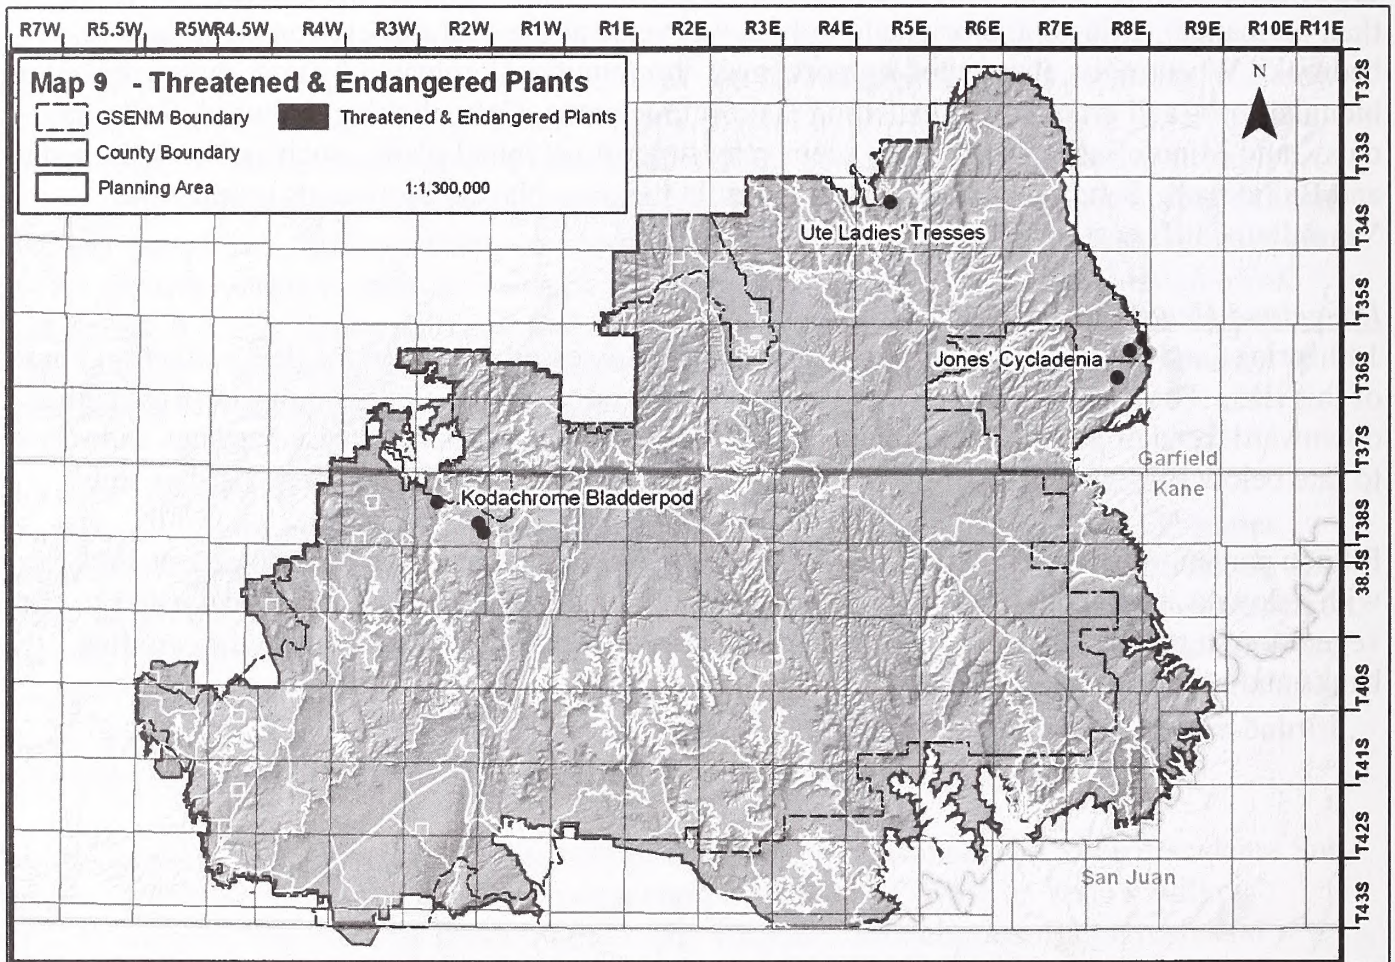 R7W R5.5W R5W R4.5W R4W R3W R2W R1W R1E R2E R3E R4E R5E R6E R7E R8E R9E R10E R11E
Map 9 - Threatened & Endangered Plants
GSENM Boundary
Threatened & Endangered Plants
County Boundary
Planning Area
1:1,300,000
N
T32S
T33S
T34S
T35S
T36S
T37S
T38S
38.5S
T40S
T41S
T42S
T43S
Ute Ladies' Tresses
Jones' Cycladenia
Garfield
Kane
Kodachrome Bladderpod
San Juan